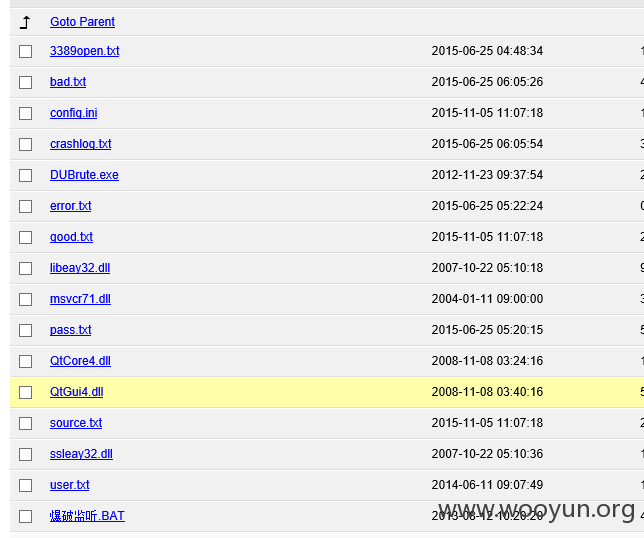 Goto Parent
3389open.txt 2015-06-25 04:48:34 1
bad.txt 2015-06-25 06:05:26 4
config.ini 2015-11-05 11:07:18 1
crashlog.txt 2015-06-25 06:05:54 3
DUBrute.exe 2012-11-23 09:37:54 2
error.txt 2015-06-25 05:22:24 0
good.txt 2015-11-05 11:07:18 2
libeay32.dll 2007-10-22 05:10:18 9
msvcr71.dll 2004-01-11 09:00:00 3
pass.txt 2015-06-25 05:20:15 5
QtCore4.dll 2008-11-08 03:24:16 1
QtGui4.dll 2008-11-08 03:40:16 5
source.txt 2015-11-05 11:07:18 2
ssleay32.dll 2007-10-22 05:10:36 1
user.txt 2014-06-11 09:07:49 1
爆破监听.BAT 2013-08-12 10:20:20 4
www.wooyun.org